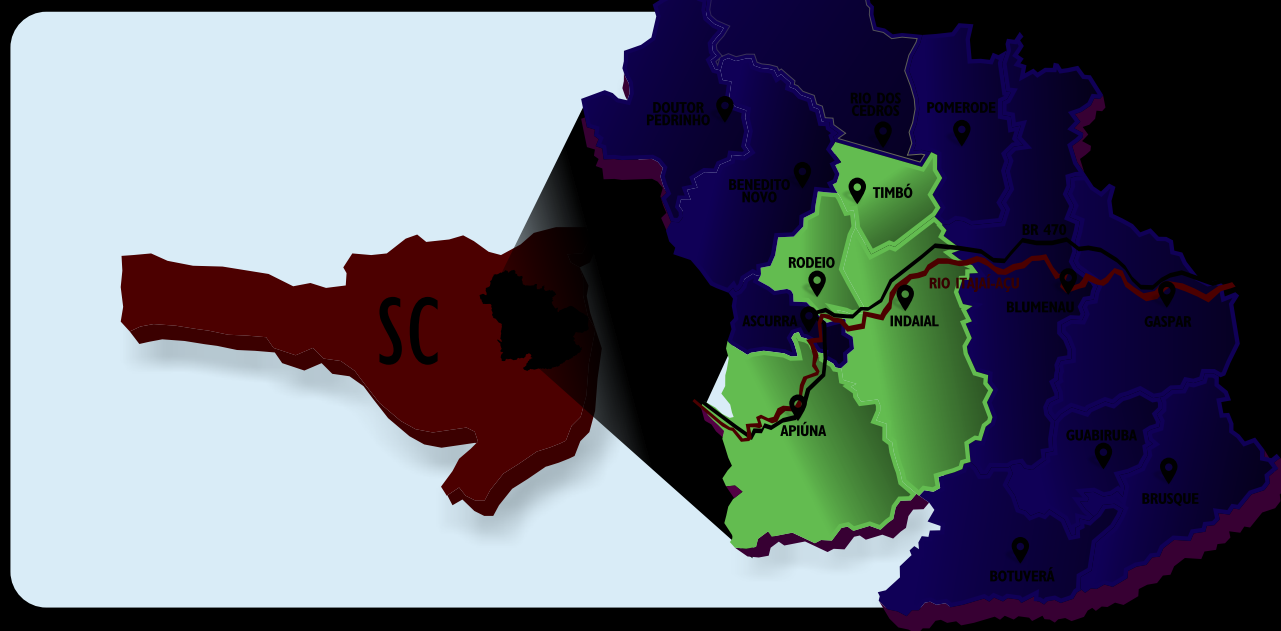 RIO DOS
CEDROS
DOUTOR
PEDRINHO
POMERODE
BENEDITO
NOVO
TIMBÓ
BR 470
RODEIO
RIO ITAJAÍ-AÇU
SC
ASCURRA
INDAIAL
BLUMENAU
GASPAR
APIÚNA
GUABIRUBA
BRUSQUE
BOTUVERÁ